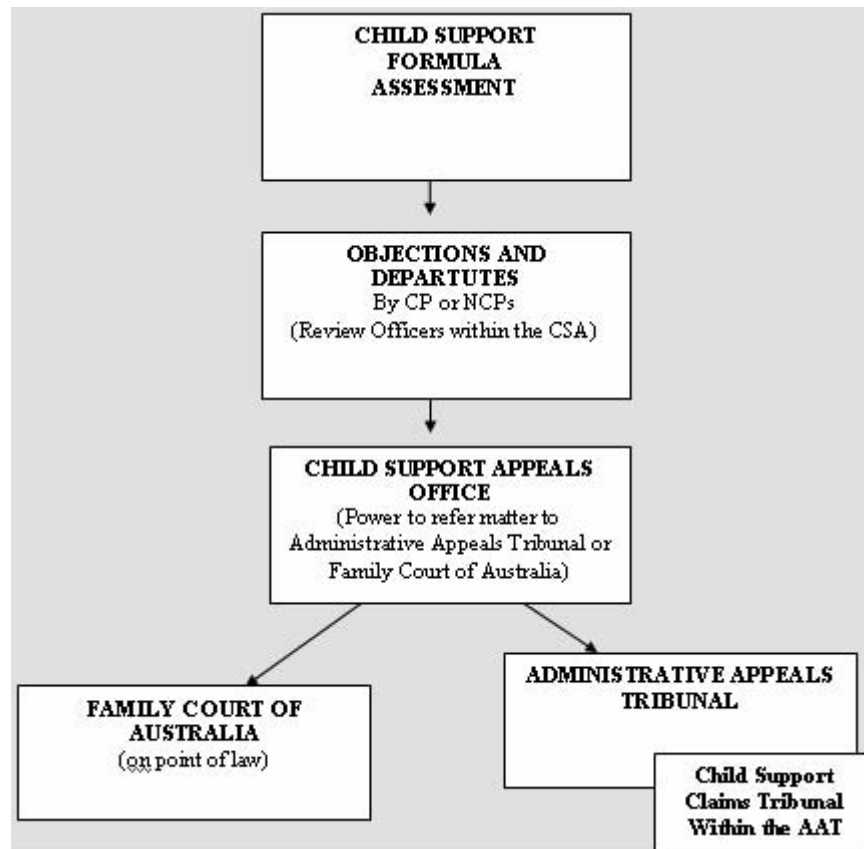 CHILD SUPPORT
FORMULA
ASSESSMENT
OBJECTIONS AND
DEPARTUTES
By CP or NCPs
(Review Officers within the CSA)
CHILD SUPPORT APPEALS
OFFICE
(Power to refer matter to
Administrative Appeals Tribunal or
Family Court of Australia)
FAMILY COURT OF
AUSTRALIA
(on point of law)
ADMINISTRATIVE APPEALS
TRIBUNAL
Child Support
Claims Tribunal
Within the AAT